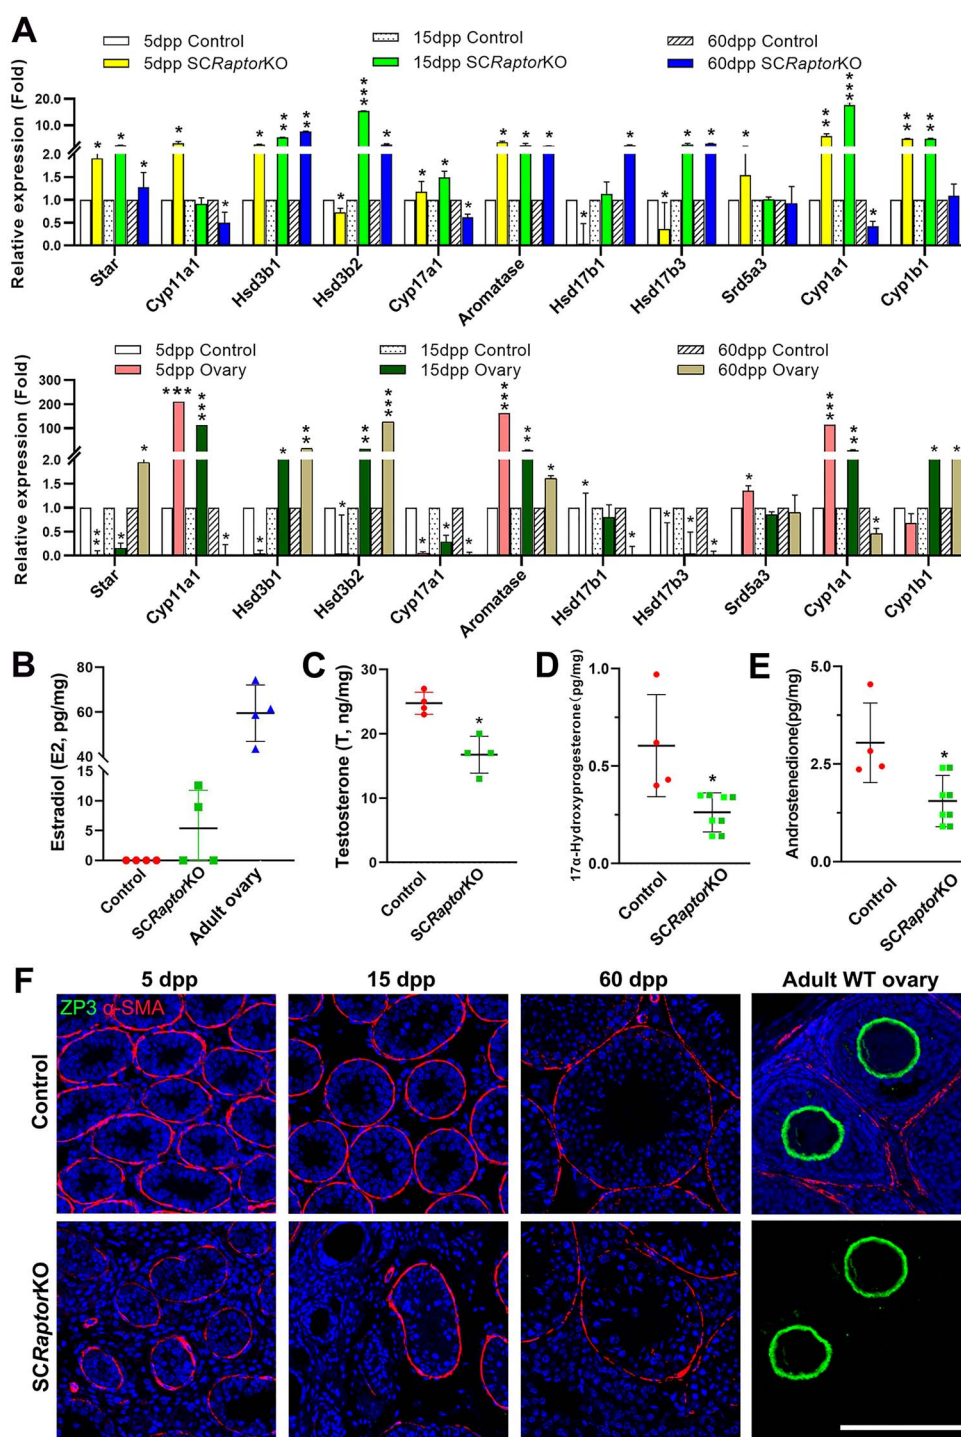 A
5dpp Control
15dpp Control
60dpp Control
5dpp SCRaptorKO
15dpp SCRaptorKO
60dpp SCRaptorKO
Relative expression (Fold)
20.0
10.0
2.0
1.5
1.0
0.5
0.0
Star
Cyp11a1
Hsd3b1
Hsd3b2
Cyp17a1
Aromatase
Hsd17b1
Hsd17b3
Srd5a3
Cyp1a1
Cyp1b1
5dpp Control
15dpp Control
60dpp Control
5dpp Ovary
15dpp Ovary
60dpp Ovary
Relative expression (Fold)
300
200
100
2.0
1.5
1.0
0.5
0.0
Star
Cyp11a1
Hsd3b1
Hsd3b2
Cyp17a1
Aromatase
Hsd17b1
Hsd17b3
Srd5a3
Cyp1a1
Cyp1b1
B
Estradiol (E2, pg/mg)
80
60
40
15
10
5
0
Control
SCRaptorKO
Adult ovary
C
Testosterone (T, ng/mg)
30
20
10
0
*
Control
SCRaptorKO
D
17α-Hydroxyprogesterone(pg/mg)
1.0
0.5
0.0
*
Control
SCRaptorKO
E
Androstenedione(pg/mg)
5.0
2.5
0.0
*
Control
SCRaptorKO
F
5 dpp
15 dpp
60 dpp
Adult WT ovary
ZP3 α-SMA
Control
SCRaptorKO